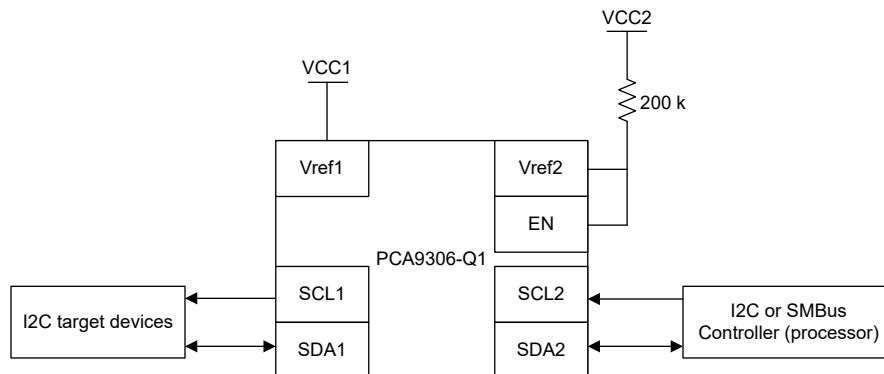 VCC2
VCC1
200 k
Vref1
Vref2
EN
PCA9306-Q1
I2C target devices
SCL1
SCL2
I2C or SMBus
Controller (processor)
SDA1
SDA2